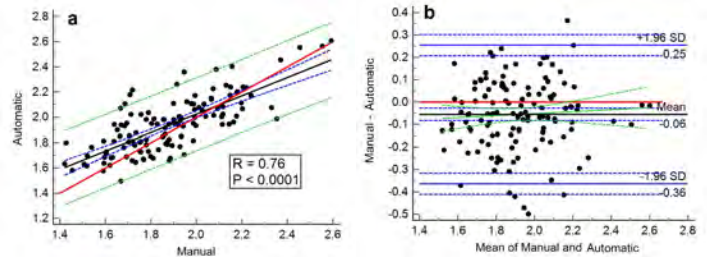 a
2.8
2.6
2.4
2.2
2.0
1.8
1.6
1.4
1.2
Automatic
R = 0.76
P < 0.0001
1.4 1.6 1.8 2.0 2.2 2.4 2.6
Manual
b
0.4
0.3
0.2
0.1
0.0
-0.1
-0.2
-0.3
-0.4
-0.5
Manual - Automatic
+1.96 SD
-0.25
Mean
-0.06
-1.96 SD
-0.36
1.4 1.6 1.8 2.0 2.2 2.4 2.6
Mean of Manual and Automatic